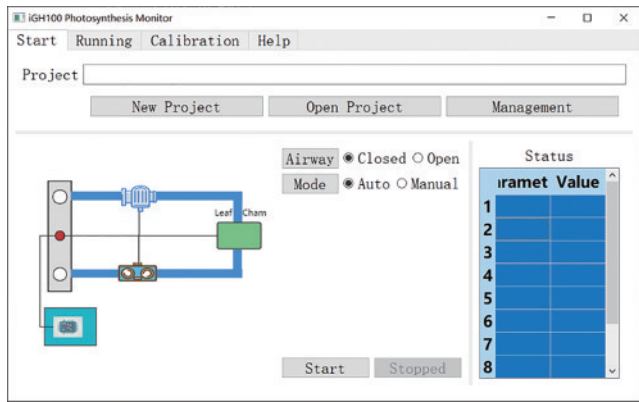 iGH100 Photosynthesis Monitor
Start Running Calibration Help
Project
New Project Open Project Management
Airway Closed Open
Mode Auto Manual
Leaf Cham
Status
ramet Value
1
2
3
4
5
6
7
8
Start Stopped